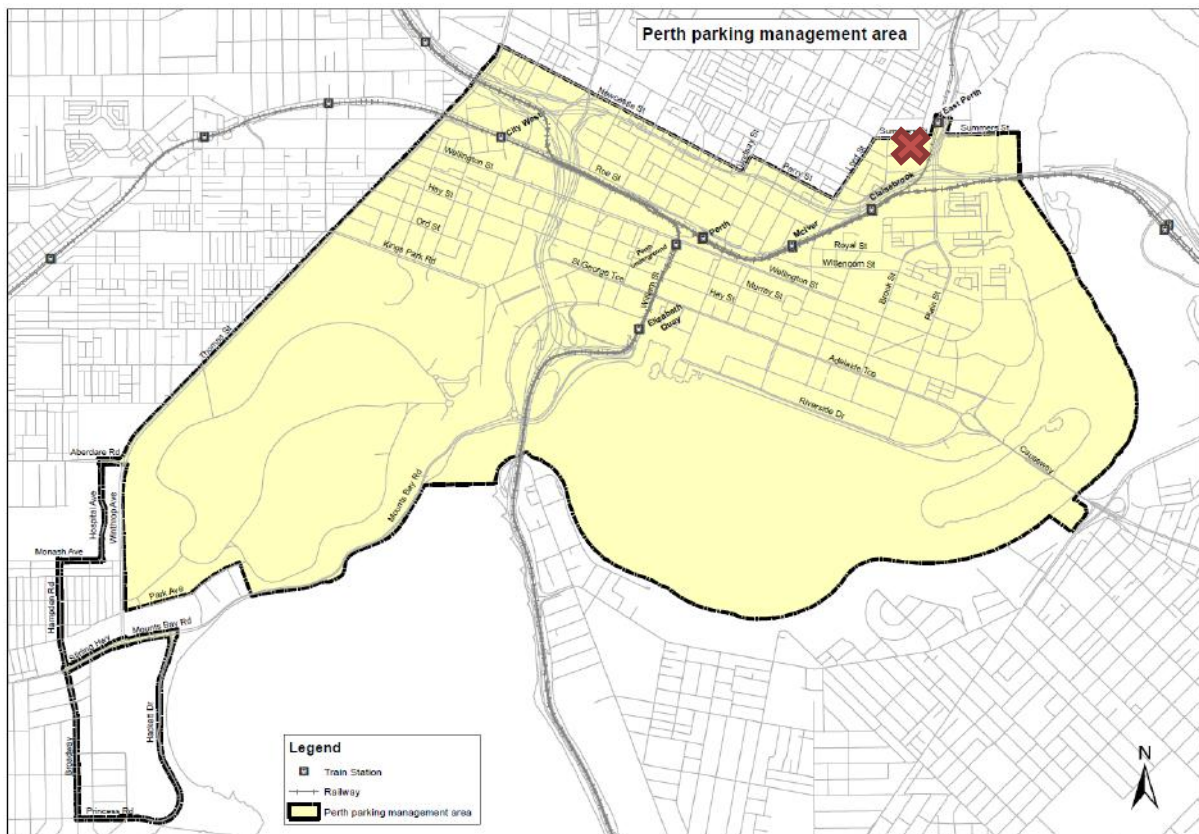 Perth parking management area
East Perth
Summers St
Newcastle St
City West
Lord St
Parry St
Claisebrook
Wellington St
Roe St
Hay St
Perth
McIver
Ord St
Royal St
Perth
Underground
Kings Park Rd
St George Tce
Wellington St
William St
Murray St
Hay St
Brook St
Plain St
Elizabeth
Quay
Thomas St
Adelaide Tce
Riverside Dr
Causeway
Aberdare Rd
Hospital Ave
Winthrop Ave
Mounts Bay Rd
Monash Ave
Hampden Rd
Park Ave
Mounts Bay Rd
Stirling Hwy
Hackett Dr
Broadway
Princess Rd
Legend
Train Station
Railway
Perth parking management area
N